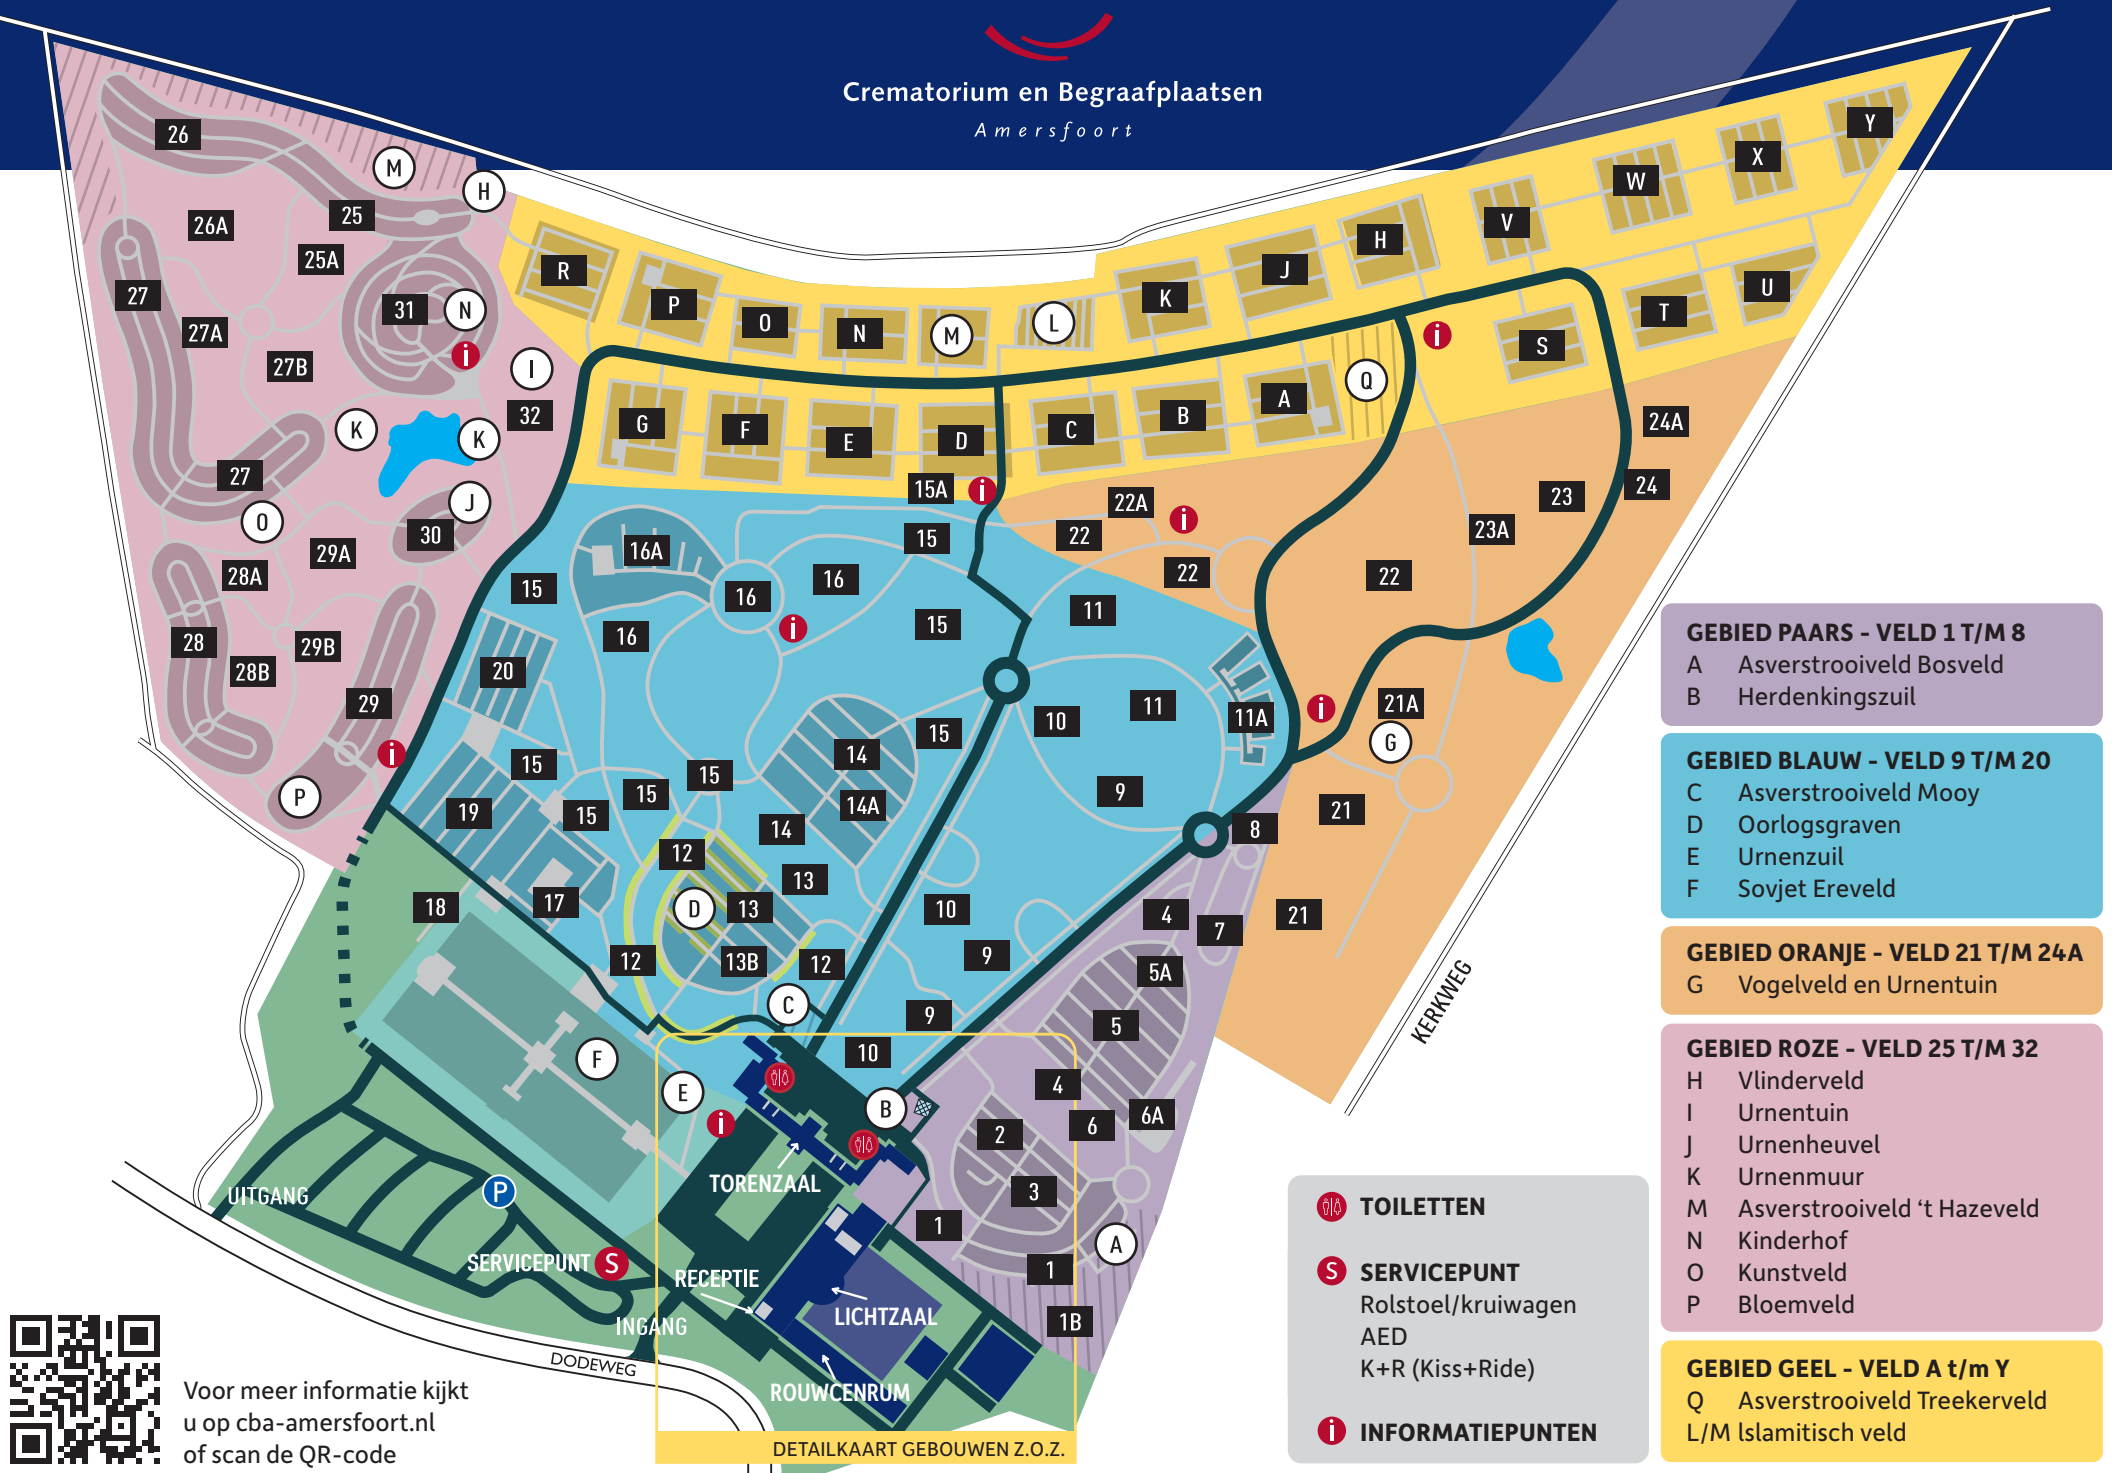 Crematorium en Begraafplaatsen
Amersfoort
26
M
H
25
26A
25A
27
31
N
i
27A
27B
I
32
K
K
27
J
O
30
29A
28A
28
29B
28B
29
i
P
R
P
O
N
M
L
K
J
H
V
W
X
Y
i
S
T
U
Q
G
F
E
D
C
B
A
15A
i
22A
i
24A
24
23
23A
22
22
22
15
16A
15
16
16
16
i
15
11
20
15
14
10
11
11A
i
21A
G
15
15
15
14A
9
19
15
14
8
21
12
13
18
17
D
13
10
4
7
21
12
13B
12
9
5A
C
9
5
KERKWEG
F
10
E
B
4
i
2
6
6A
TORENZAAL
3
UITGANG
P
1
A
SERVICEPUNT
S
RECEPTIE
1
LICHTZAAL
1B
INGANG
DODEWEG
ROUWCENRUM
DETAILKAART GEBOUWEN Z.O.Z.
Voor meer informatie kijkt
u op cba-amersfoort.nl
of scan de QR-code
TOILETTEN
S SERVICEPUNT
Rolstoel/kruiwagen
AED
K+R (Kiss+Ride)
i INFORMATIEPUNTEN
GEBIED PAARS - VELD 1 T/M 8
A Asverstrooiveld Bosveld
B Herdenkingszuil
GEBIED BLAUW - VELD 9 T/M 20
C Asverstrooiveld Mooy
D Oorlogsgraven
E Urnenzuil
F Sovjet Ereveld
GEBIED ORANJE - VELD 21 T/M 24A
G Vogelveld en Urnentuin
GEBIED ROZE - VELD 25 T/M 32
H Vlinderveld
I Urnentuin
J Urnenheuvel
K Urnenmuur
M Asverstrooiveld ‘t Hazeveld
N Kinderhof
O Kunstveld
P Bloemveld
GEBIED GEEL - VELD A t/m Y
Q Asverstrooiveld Treekerveld
L/M lslamitisch veld